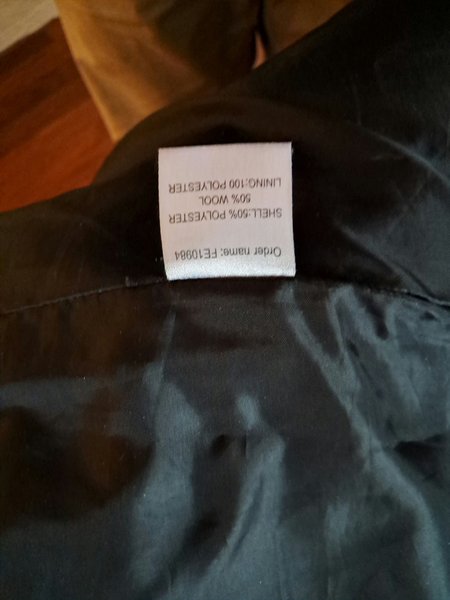 Order name: FE10984
SHELL:50% POLYESTER
50% WOOL
LINING:100 POLYESTER